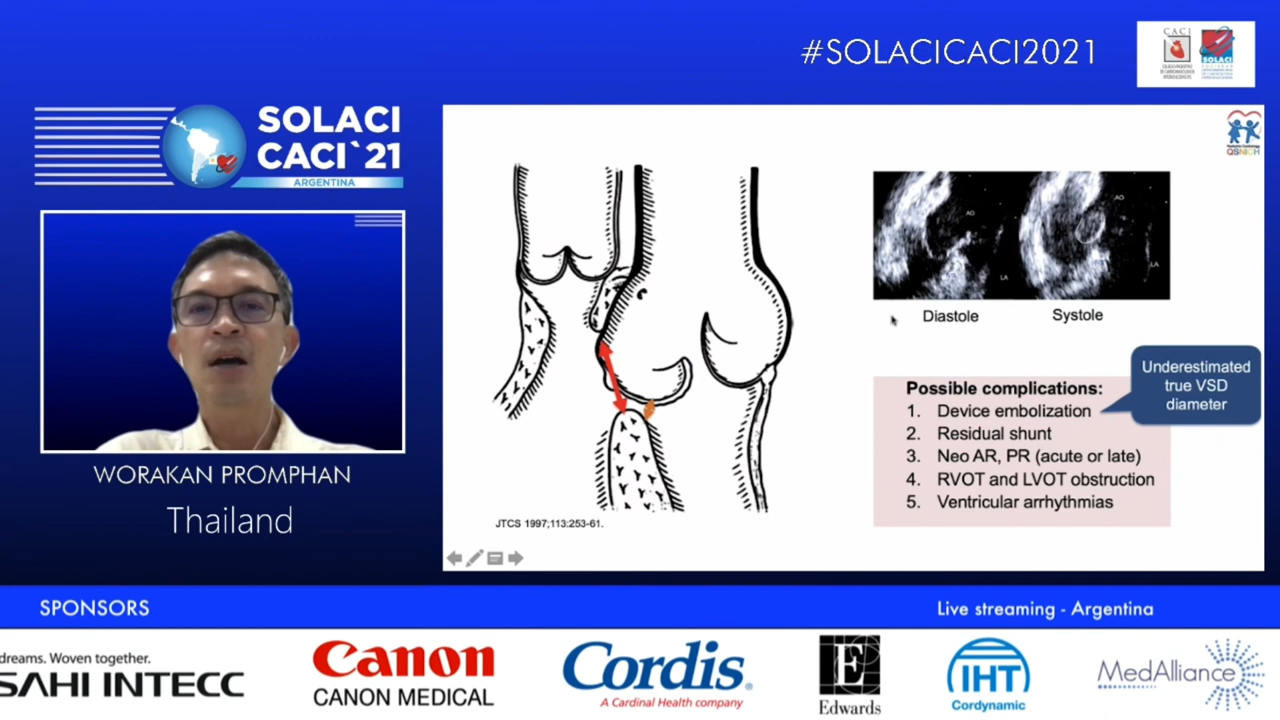 #SOLACICACI2021
CACI
SOLACI
SOLACI
CACI`21
ARGENTINA
WORAKAN PROMPHAN
Thailand
QSNICH
JTCS 1997;113:253-61.
AO
LA
AO
LA
Diastole
Systole
Underestimated
true VSD
diameter
Possible complications:
1. Device embolization
2. Residual shunt
3. Neo AR, PR (acute or late)
4. RVOT and LVOT obstruction
5. Ventricular arrhythmias
SPONSORS
Live streaming - Argentina
dreams. Woven together.
SAHI INTECC
Canon
CANON MEDICAL
Cordis®
A Cardinal Health company
E
Edwards
IHT
Cordynamic
MedAlliance